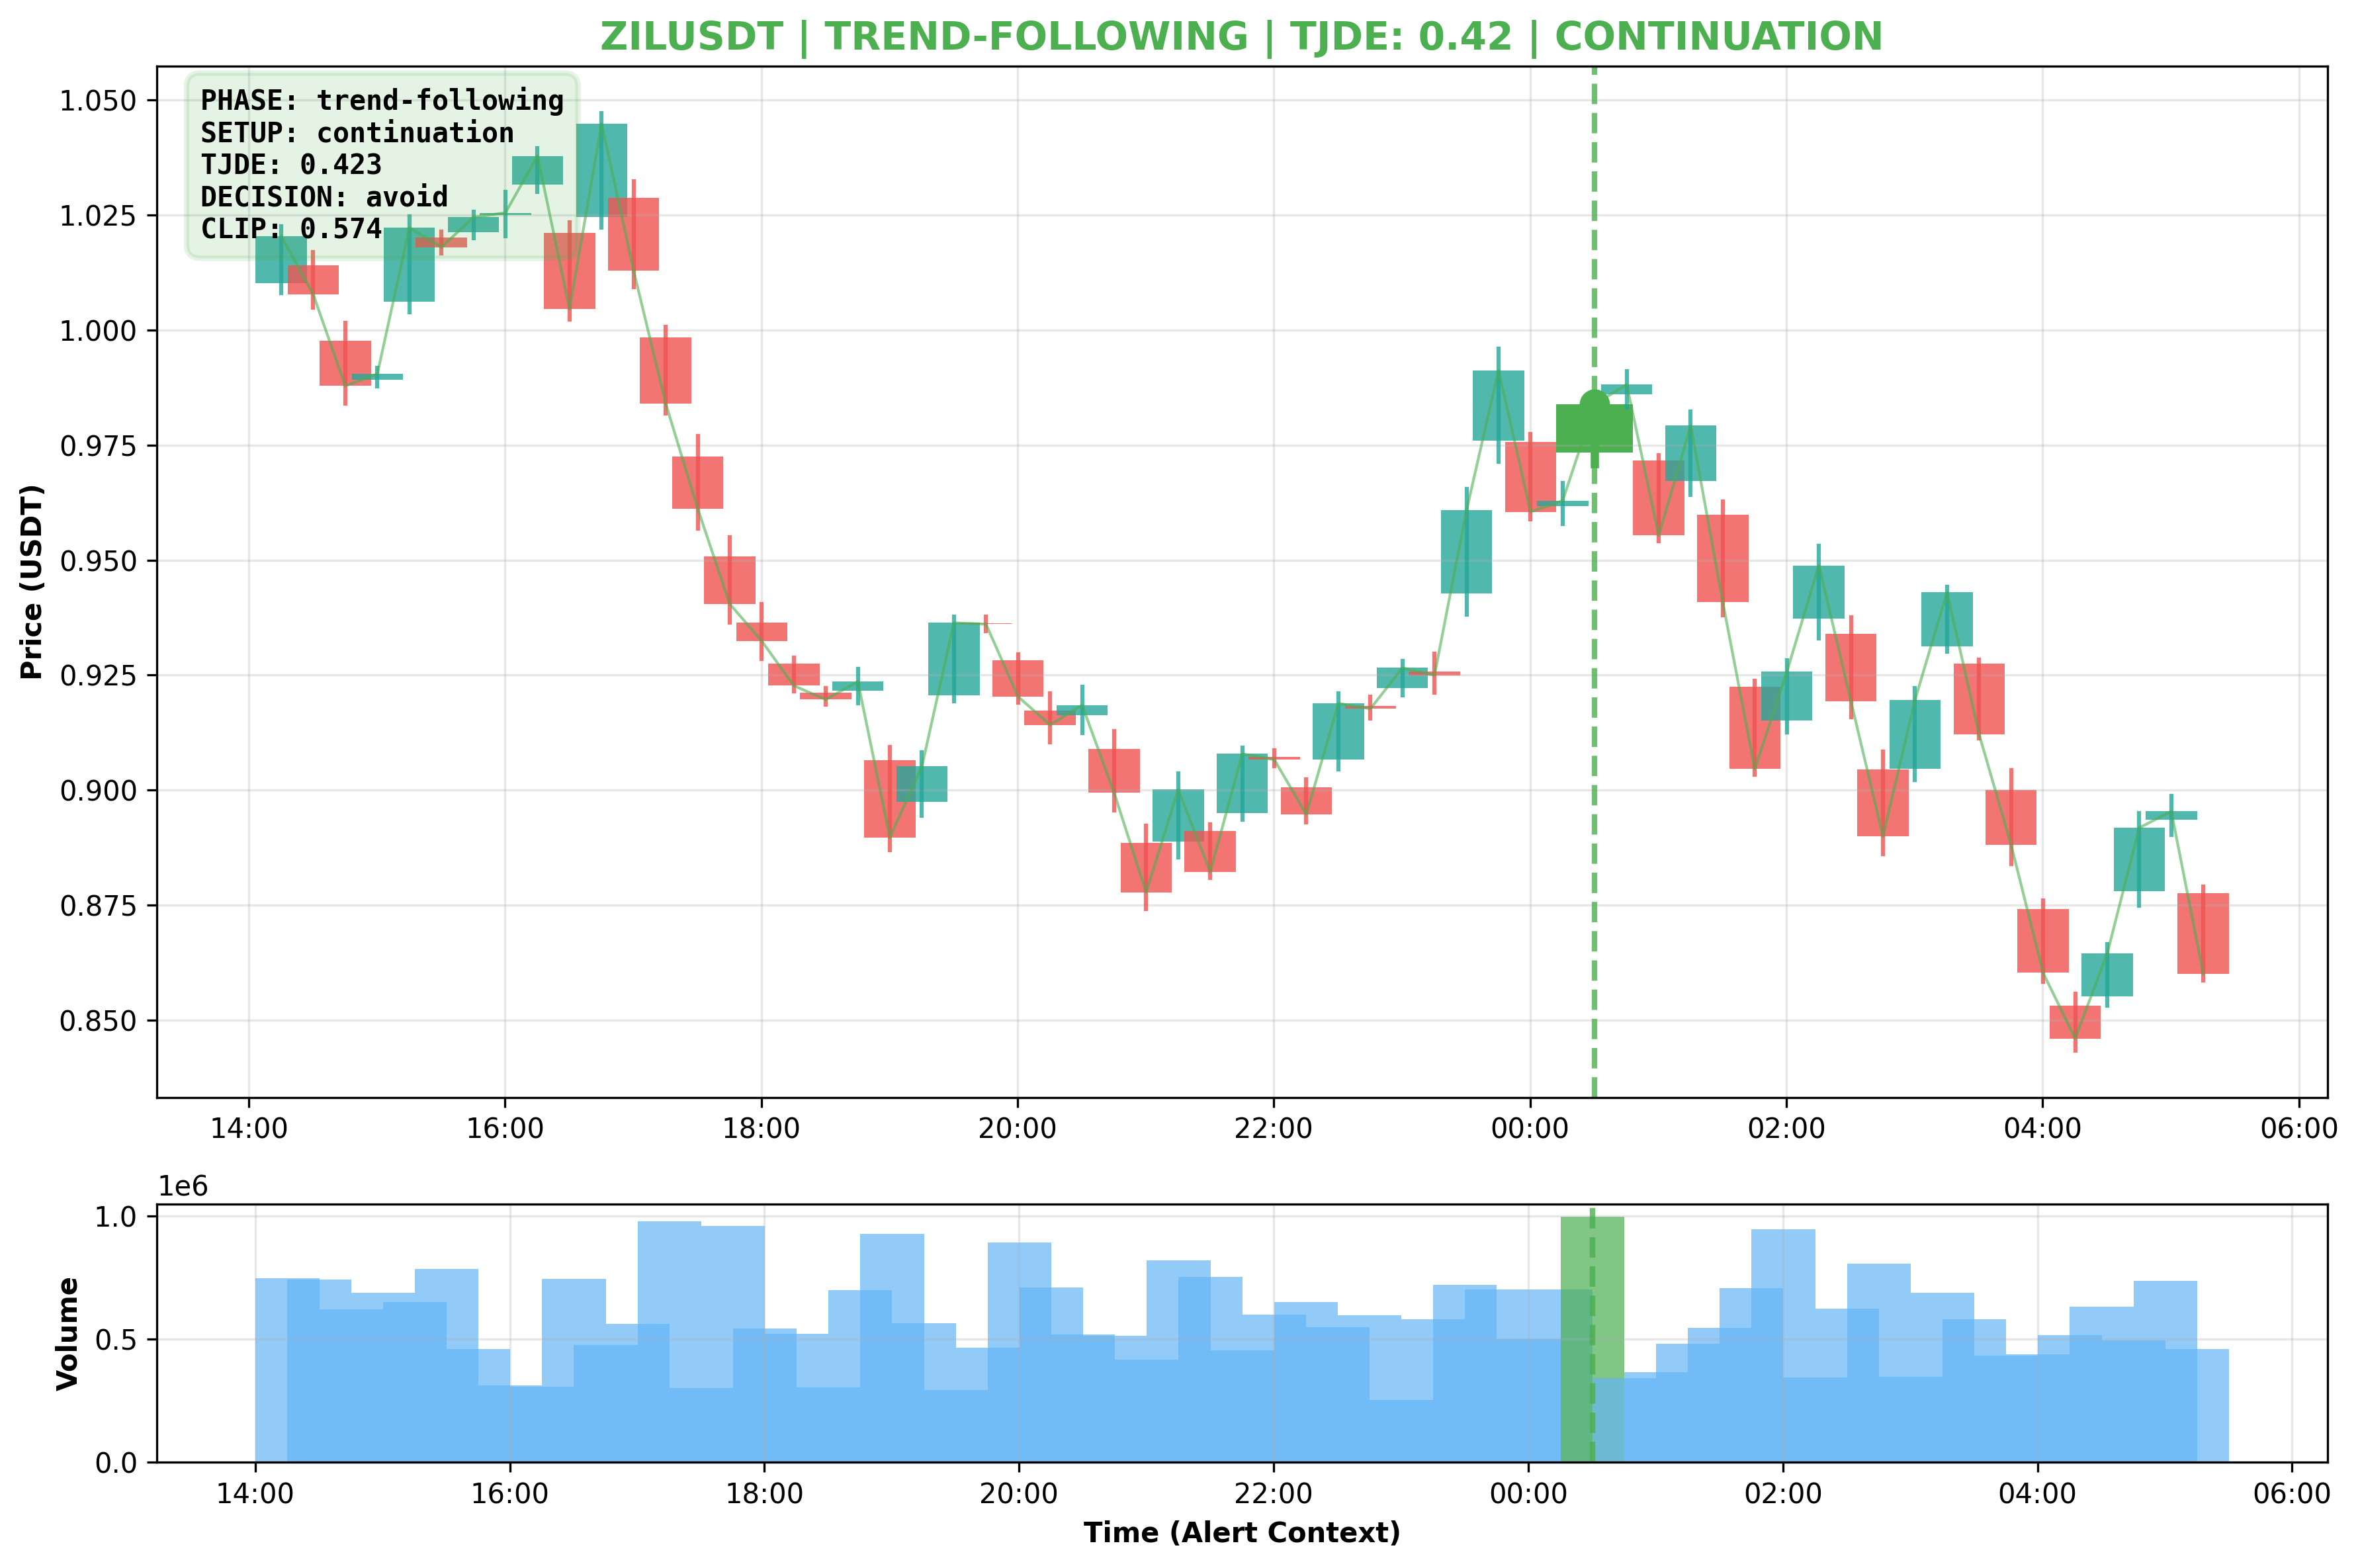 ZILUSDT | TREND-FOLLOWING | TJDE: 0.42 | CONTINUATION
PHASE: trend-following
SETUP: continuation
TJDE: 0.423
DECISION: avoid
CLIP: 0.574
Price (USDT)
1.050
1.025
1.000
0.975
0.950
0.925
0.900
0.875
0.850
14:00 16:00 18:00 20:00 22:00 00:00 02:00 04:00 06:00
1e6
Volume
1.0
0.5
0.0
14:00 16:00 18:00 20:00 22:00 00:00 02:00 04:00 06:00
Time (Alert Context)